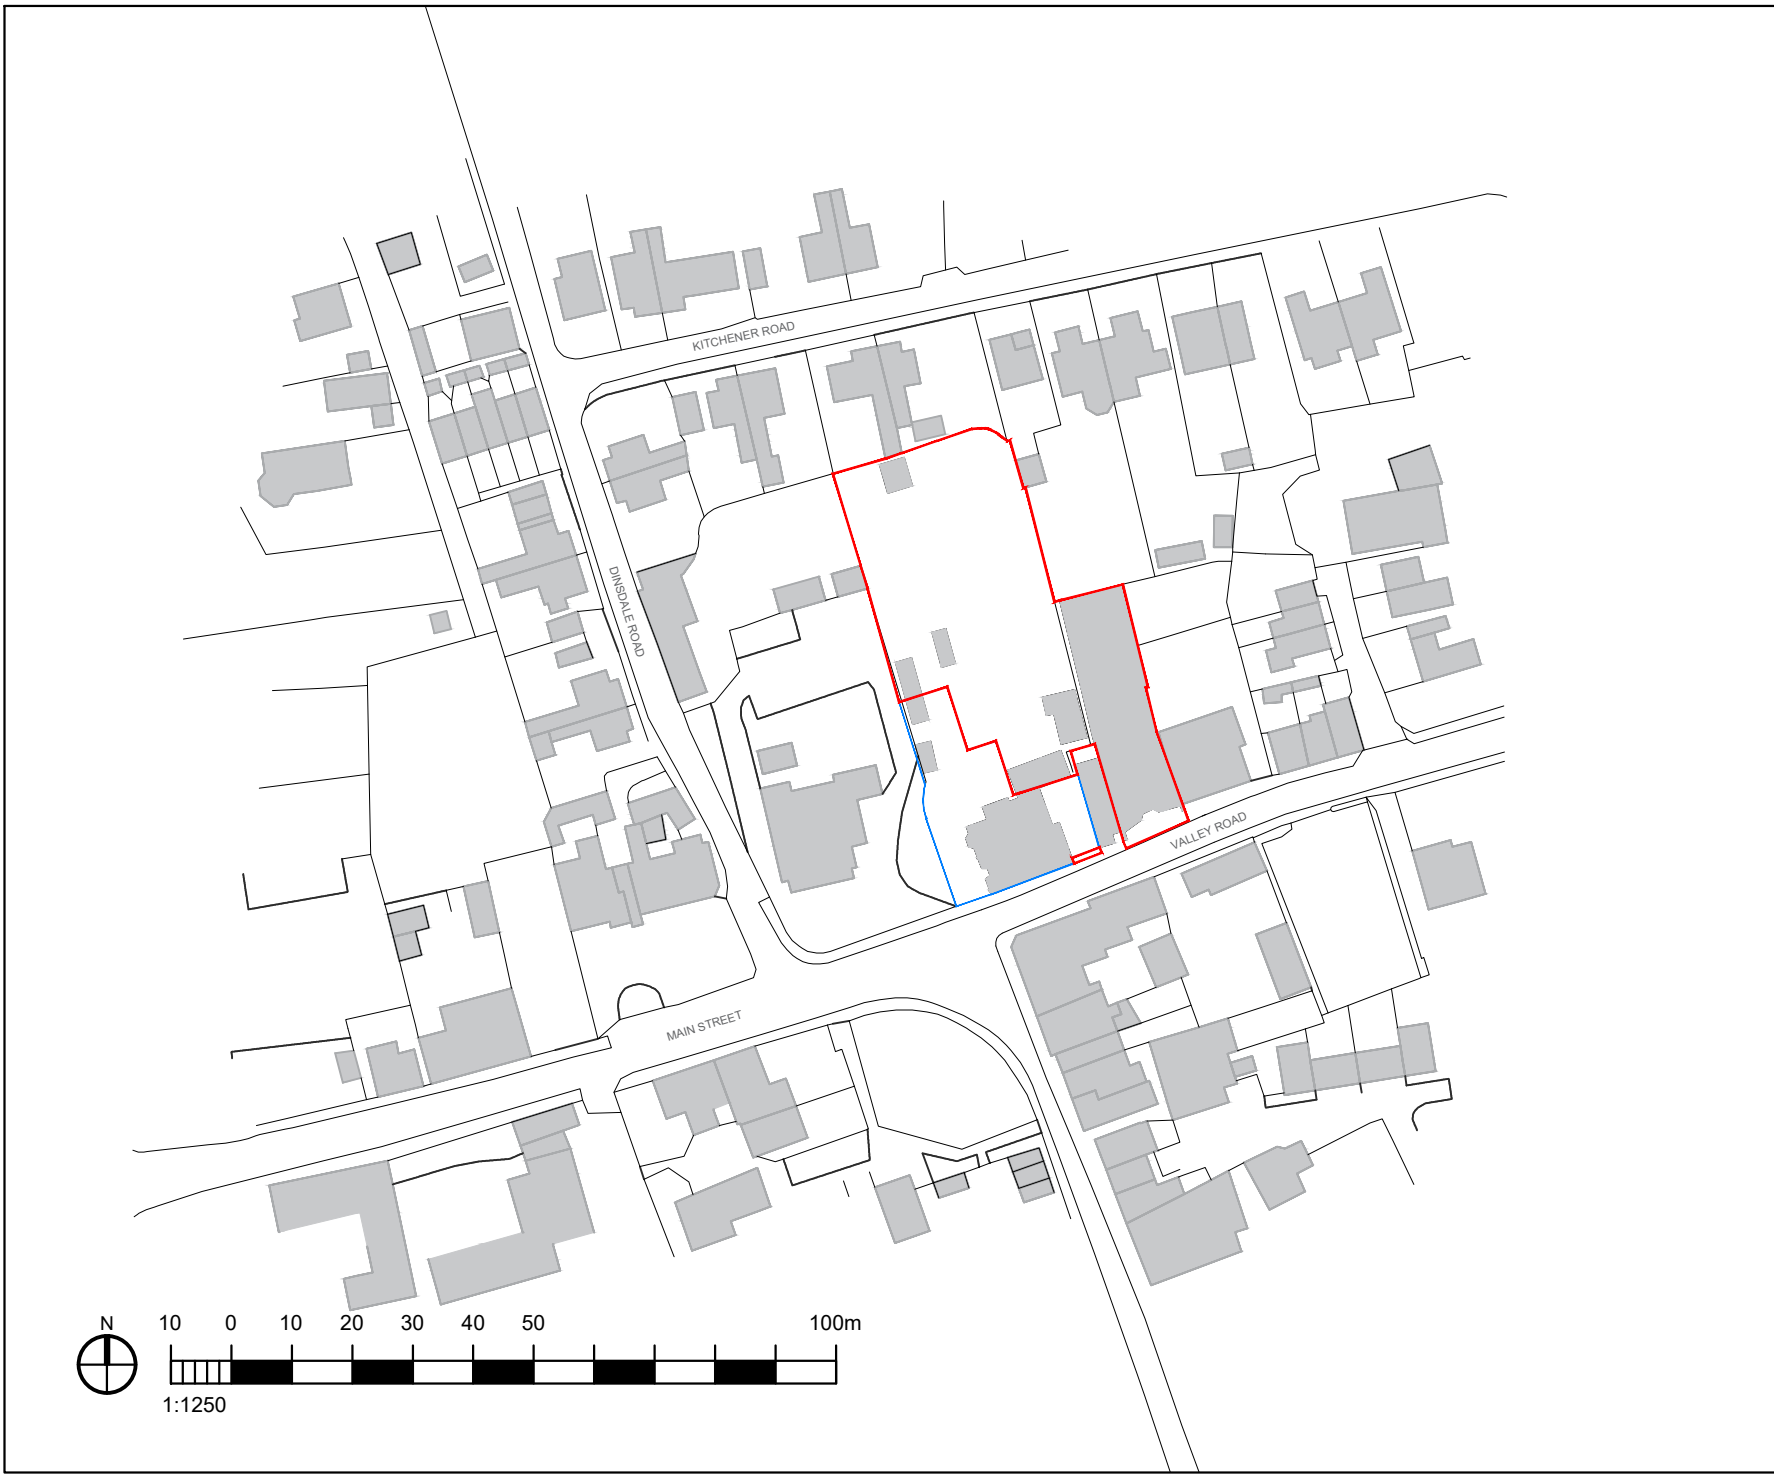 KITCHENER ROAD
DINSDALE ROAD
VALLEY ROAD
MAIN STREET
N
10 0 10 20 30 40 50 100m
1:1250